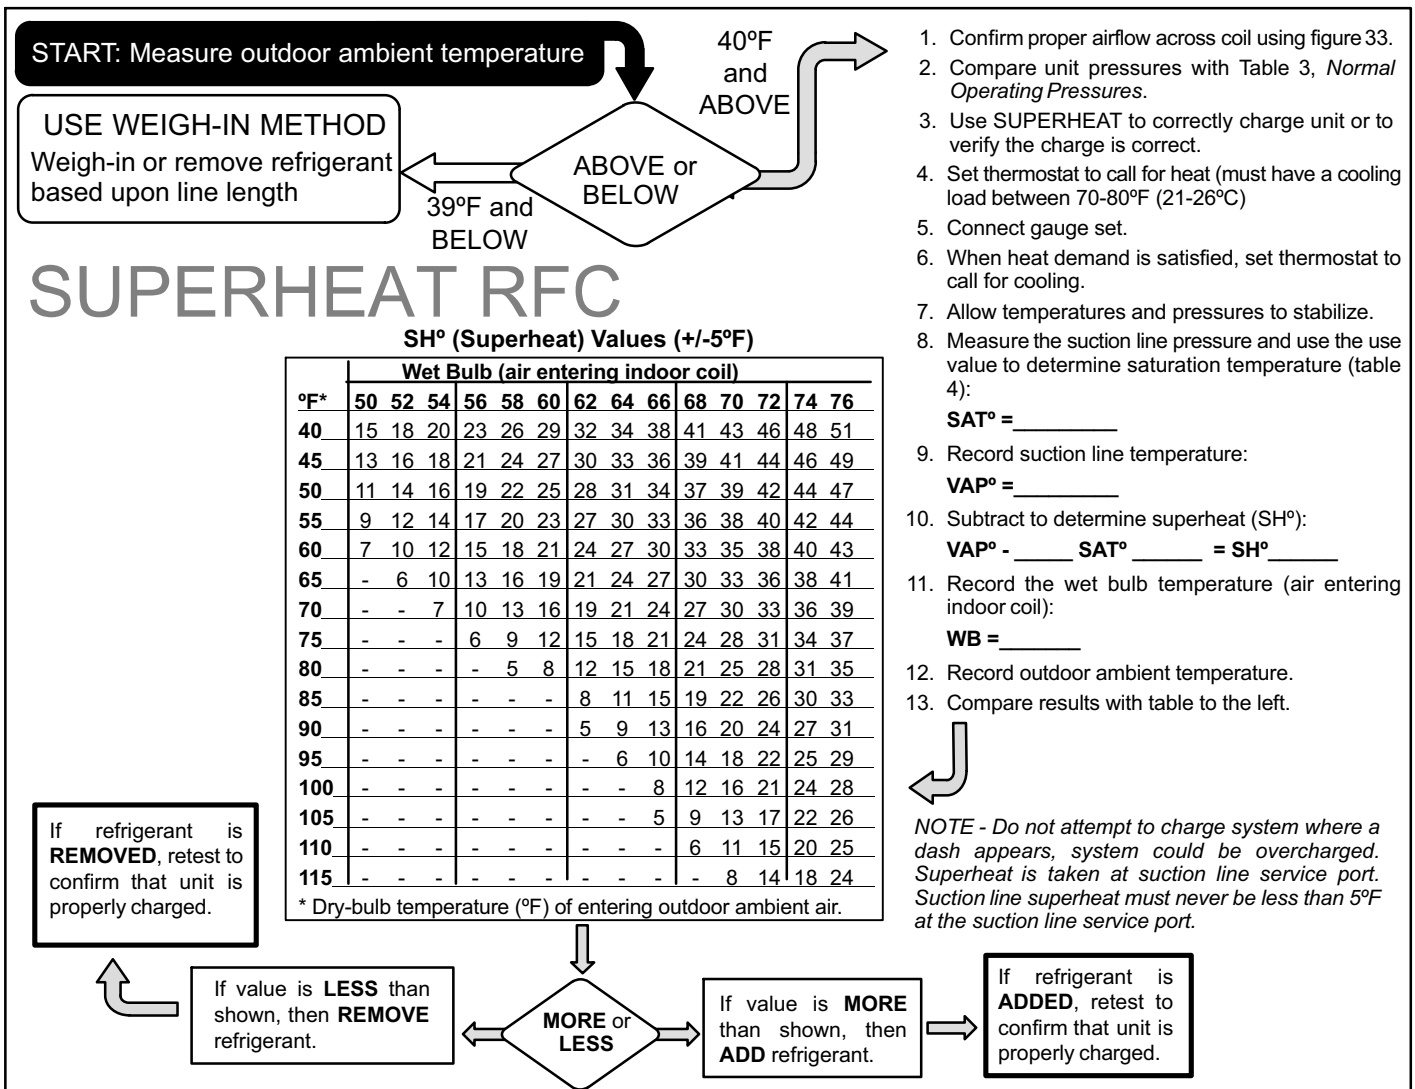 START: Measure outdoor ambient temperature
40ºF
and
ABOVE
USE WEIGH-IN METHOD
Weigh-in or remove refrigerant
based upon line length
ABOVE or
BELOW
39ºF and
BELOW
SUPERHEAT RFC
SHº (Superheat) Values (+/-5ºF)
Wet Bulb (air entering indoor coil)
ºF* 50 52 54 56 58 60 62 64 66 68 70 72 74 76
40 15 18 20 23 26 29 32 34 38 41 43 46 48 51
45 13 16 18 21 24 27 30 33 36 39 41 44 46 49
50 11 14 16 19 22 25 28 31 34 37 39 42 44 47
55 9 12 14 17 20 23 27 30 33 36 38 40 42 44
60 7 10 12 15 18 21 24 27 30 33 35 38 40 43
65 - 6 10 13 16 19 21 24 27 30 33 36 38 41
70 - - 7 10 13 16 19 21 24 27 30 33 36 39
75 - - - 6 9 12 15 18 21 24 28 31 34 37
80 - - - - 5 8 12 15 18 21 25 28 31 35
85 - - - - - - 8 11 15 19 22 26 30 33
90 - - - - - - 5 9 13 16 20 24 27 31
95 - - - - - - - 6 10 14 18 22 25 29
100 - - - - - - - - 8 12 16 21 24 28
105 - - - - - - - - 5 9 13 17 22 26
110 - - - - - - - - - 6 11 15 20 25
115 - - - - - - - - - - 8 14 18 24
* Dry-bulb temperature (ºF) of entering outdoor ambient air.
1. Confirm proper airflow across coil using figure 33.
2. Compare unit pressures with Table 3, Normal
Operating Pressures.
3. Use SUPERHEAT to correctly charge unit or to
verify the charge is correct.
4. Set thermostat to call for heat (must have a cooling
load between 70-80ºF (21-26ºC)
5. Connect gauge set.
6. When heat demand is satisfied, set thermostat to
call for cooling.
7. Allow temperatures and pressures to stabilize.
8. Measure the suction line pressure and use the use
value to determine saturation temperature (table
4):
SATº =_________
9. Record suction line temperature:
VAPº =_________
10. Subtract to determine superheat (SHº):
VAPº - _____ SATº ______ = SHº______
11. Record the wet bulb temperature (air entering
indoor coil):
WB =_______
12. Record outdoor ambient temperature.
13. Compare results with table to the left.
NOTE - Do not attempt to charge system where a
dash appears, system could be overcharged.
Superheat is taken at suction line service port.
Suction line superheat must never be less than 5ºF
at the suction line service port.
If refrigerant is
REMOVED, retest to
confirm that unit is
properly charged.
If value is LESS than
shown, then REMOVE
refrigerant.
MORE or
LESS
If value is MORE
than shown, then
ADD refrigerant.
If refrigerant is
ADDED, retest to
confirm that unit is
properly charged.